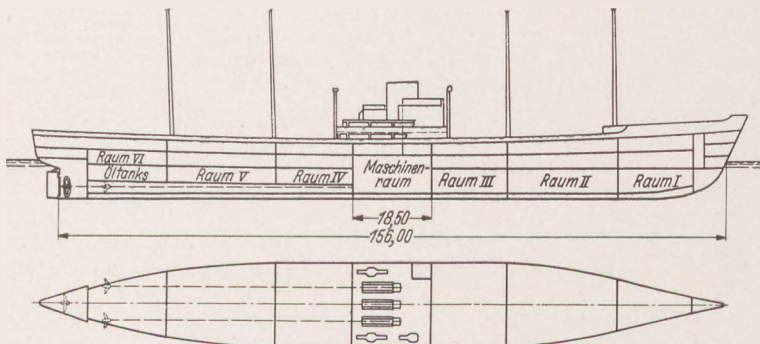 Raum VI
Öltanks
Raum V
Raum IV
Maschinen-
raum
Raum III
Raum II
Raum I
18,50
156,00